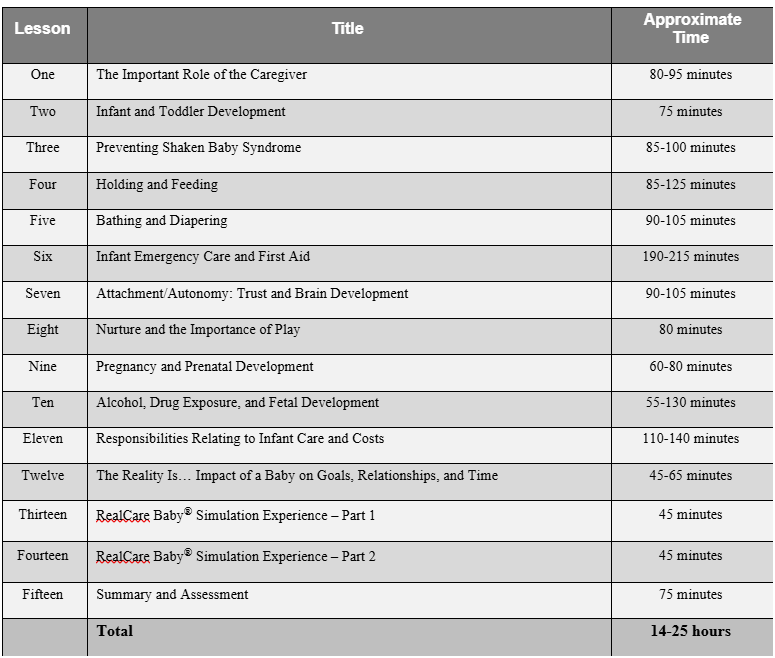 Lesson Title Approximate Time
One The Important Role of the Caregiver 80-95 minutes
Two Infant and Toddler Development 75 minutes
Three Preventing Shaken Baby Syndrome 85-100 minutes
Four Holding and Feeding 85-125 minutes
Five Bathing and Diapering 90-105 minutes
Six Infant Emergency Care and First Aid 190-215 minutes
Seven Attachment/Autonomy: Trust and Brain Development 90-105 minutes
Eight Nurture and the Importance of Play 80 minutes
Nine Pregnancy and Prenatal Development 60-80 minutes
Ten Alcohol, Drug Exposure, and Fetal Development 55-130 minutes
Eleven Responsibilities Relating to Infant Care and Costs 110-140 minutes
Twelve The Reality Is… Impact of a Baby on Goals, Relationships, and Time 45-65 minutes
Thirteen RealCare Baby® Simulation Experience – Part 1 45 minutes
Fourteen RealCare Baby® Simulation Experience – Part 2 45 minutes
Fifteen Summary and Assessment 75 minutes
Total 14-25 hours